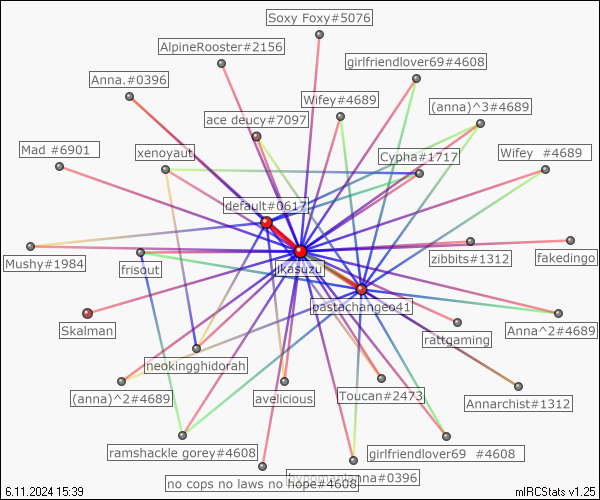 Soxy Foxy#5076
AlpineRooster#2156
girlfriendlover69#4608
Anna.#0396
Wifey#4689
(anna)^3#4689
ace deucy#7097
Mad #6901
xenoyaut
Cypha#1717
Wifey  #4689
default#0617
Mushy#1984
frisout
jkasuzui
zibbits#1312
fakedingo
pastachangeo41
Skalman
rattgaming
Anna^2#4689
neokingghidorah
(anna)^2#4689
avelicious
Toucan#2473
Annarchist#1312
ramshackle gorey#4608
girlfriendlover69  #4608
no cops no laws no hope#4608
#0396
6.11.2024 15:39
mIRCStats v1.25